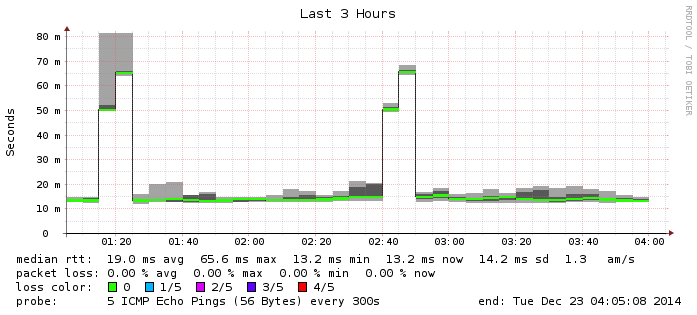 Last 3 Hours
RRDTOOL / TOBI OETIKER
Seconds
80 m
70 m
60 m
50 m
40 m
30 m
20 m
10 m
0
01:20 01:40 02:00 02:20 02:40 03:00 03:20 03:40 04:00
median rtt: 19.0 ms avg 65.6 ms max 13.2 ms min 13.2 ms now 14.2 ms sd 1.3 am/s
packet loss: 0.00 % avg 0.00 % max 0.00 % min 0.00 % now
loss color: 0 1/5 2/5 3/5 4/5
probe: 5 ICMP Echo Pings (56 Bytes) every 300s end: Tue Dec 23 04:05:08 2014